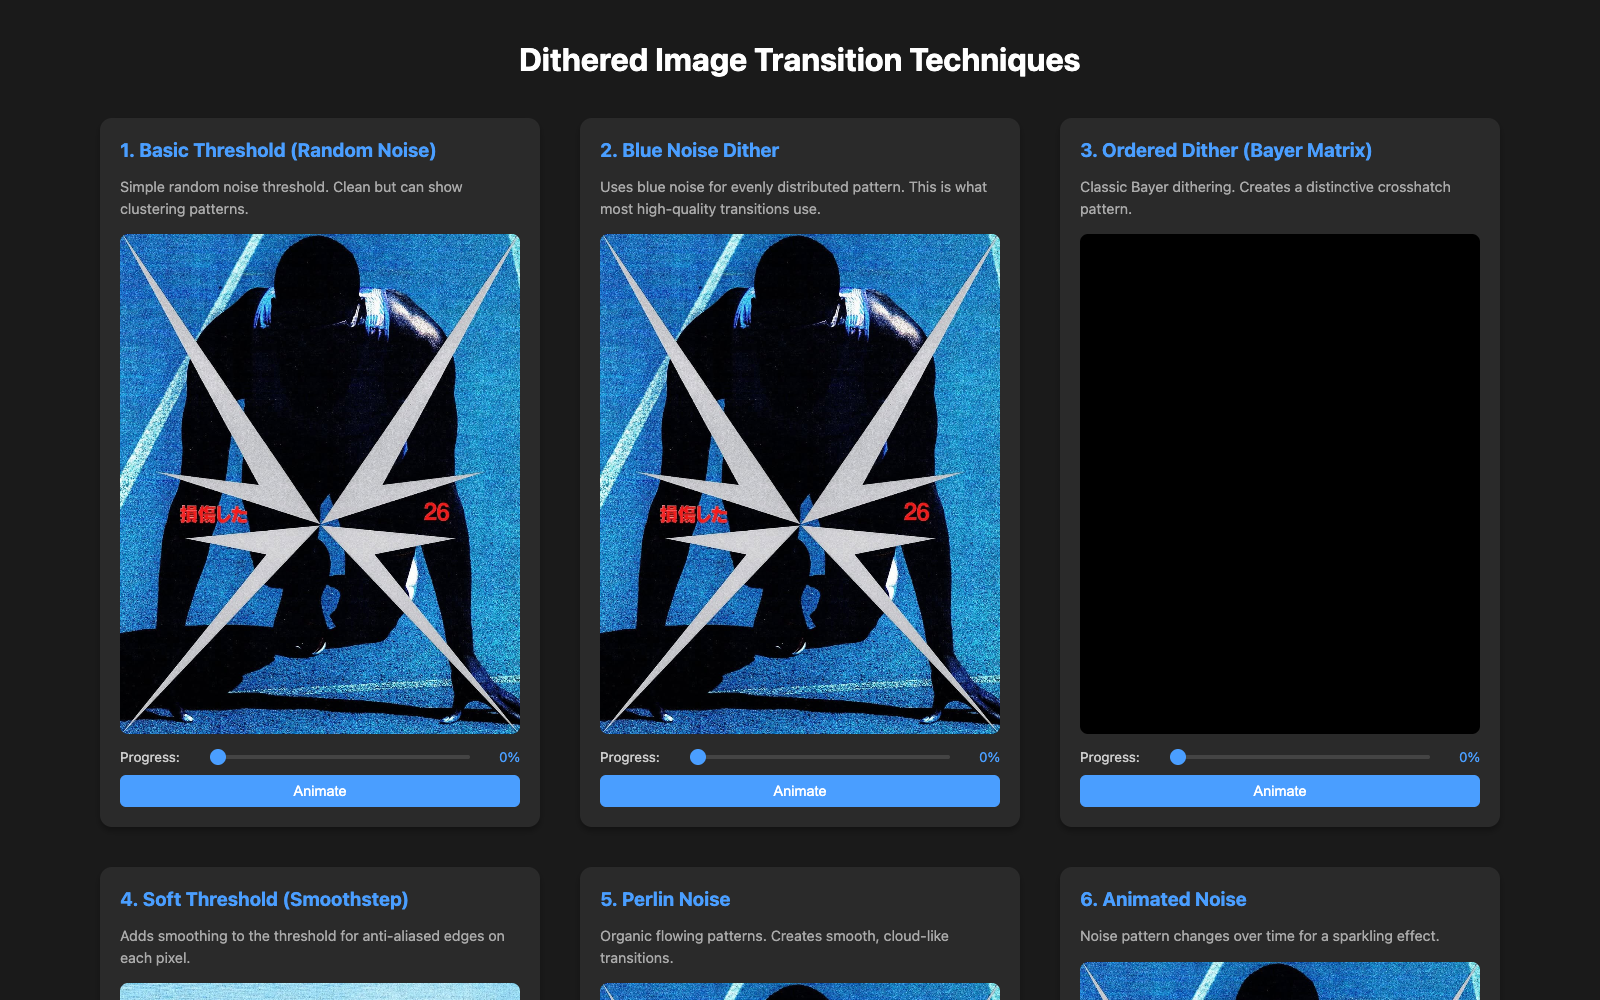 Dithered Image Transition Techniques
1. Basic Threshold (Random Noise)
Simple random noise threshold. Clean but can show
clustering patterns.
損傷した
26
Progress:
0%
Animate
2. Blue Noise Dither
Uses blue noise for evenly distributed pattern. This is what
most high-quality transitions use.
損傷した
26
Progress:
0%
Animate
3. Ordered Dither (Bayer Matrix)
Classic Bayer dithering. Creates a distinctive crosshatch
pattern.
Progress:
0%
Animate
4. Soft Threshold (Smoothstep)
Adds smoothing to the threshold for anti-aliased edges on
each pixel.
5. Perlin Noise
Organic flowing patterns. Creates smooth, cloud-like
transitions.
6. Animated Noise
Noise pattern changes over time for a sparkling effect.